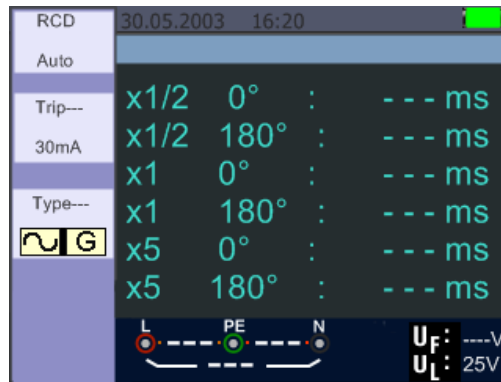 RCD
Auto
Trip---
30mA
Type---
G
30.05.2003 16:20
x1/2 0° : - - - ms
x1/2 180° : - - - ms
x1 0° : - - - ms
x1 180° : - - - ms
x5 0° : - - - ms
x5 180° : - - - ms
L PE N
UF: ----V
UL: 25V